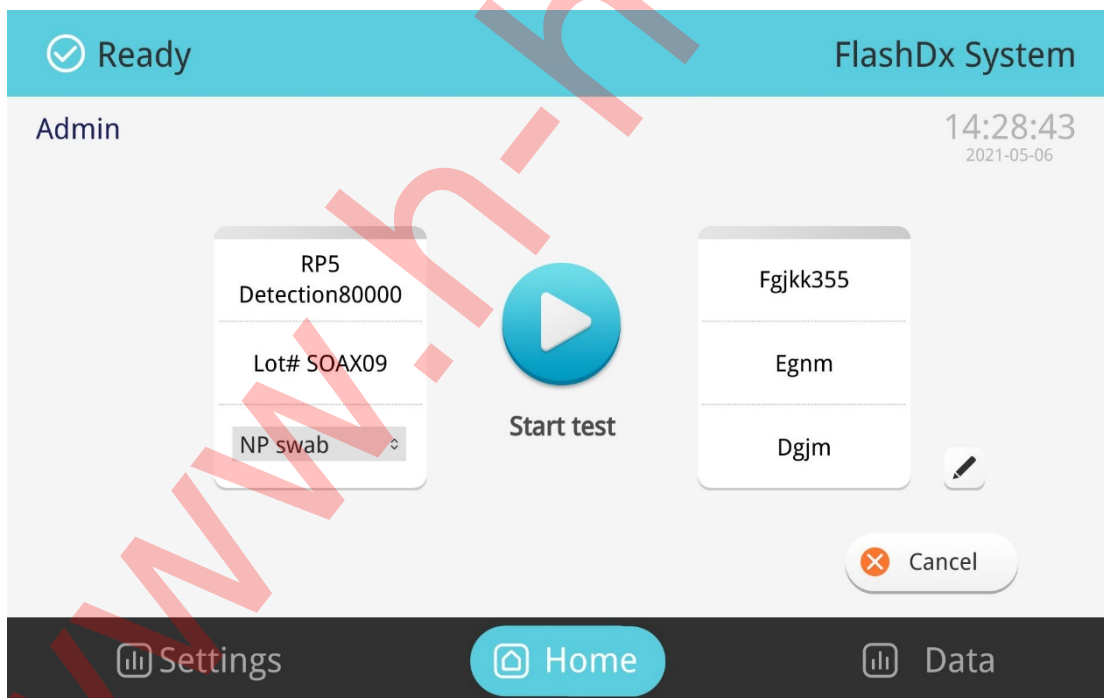 Ready
FlashDx System
Admin
14:28:43
2021-05-06
RP5
Detection80000
Lot# SOAX09
NP swab
Start test
Fgjkk355
Egnm
Dgjm
Cancel
Settings
Home
Data
www.h-h